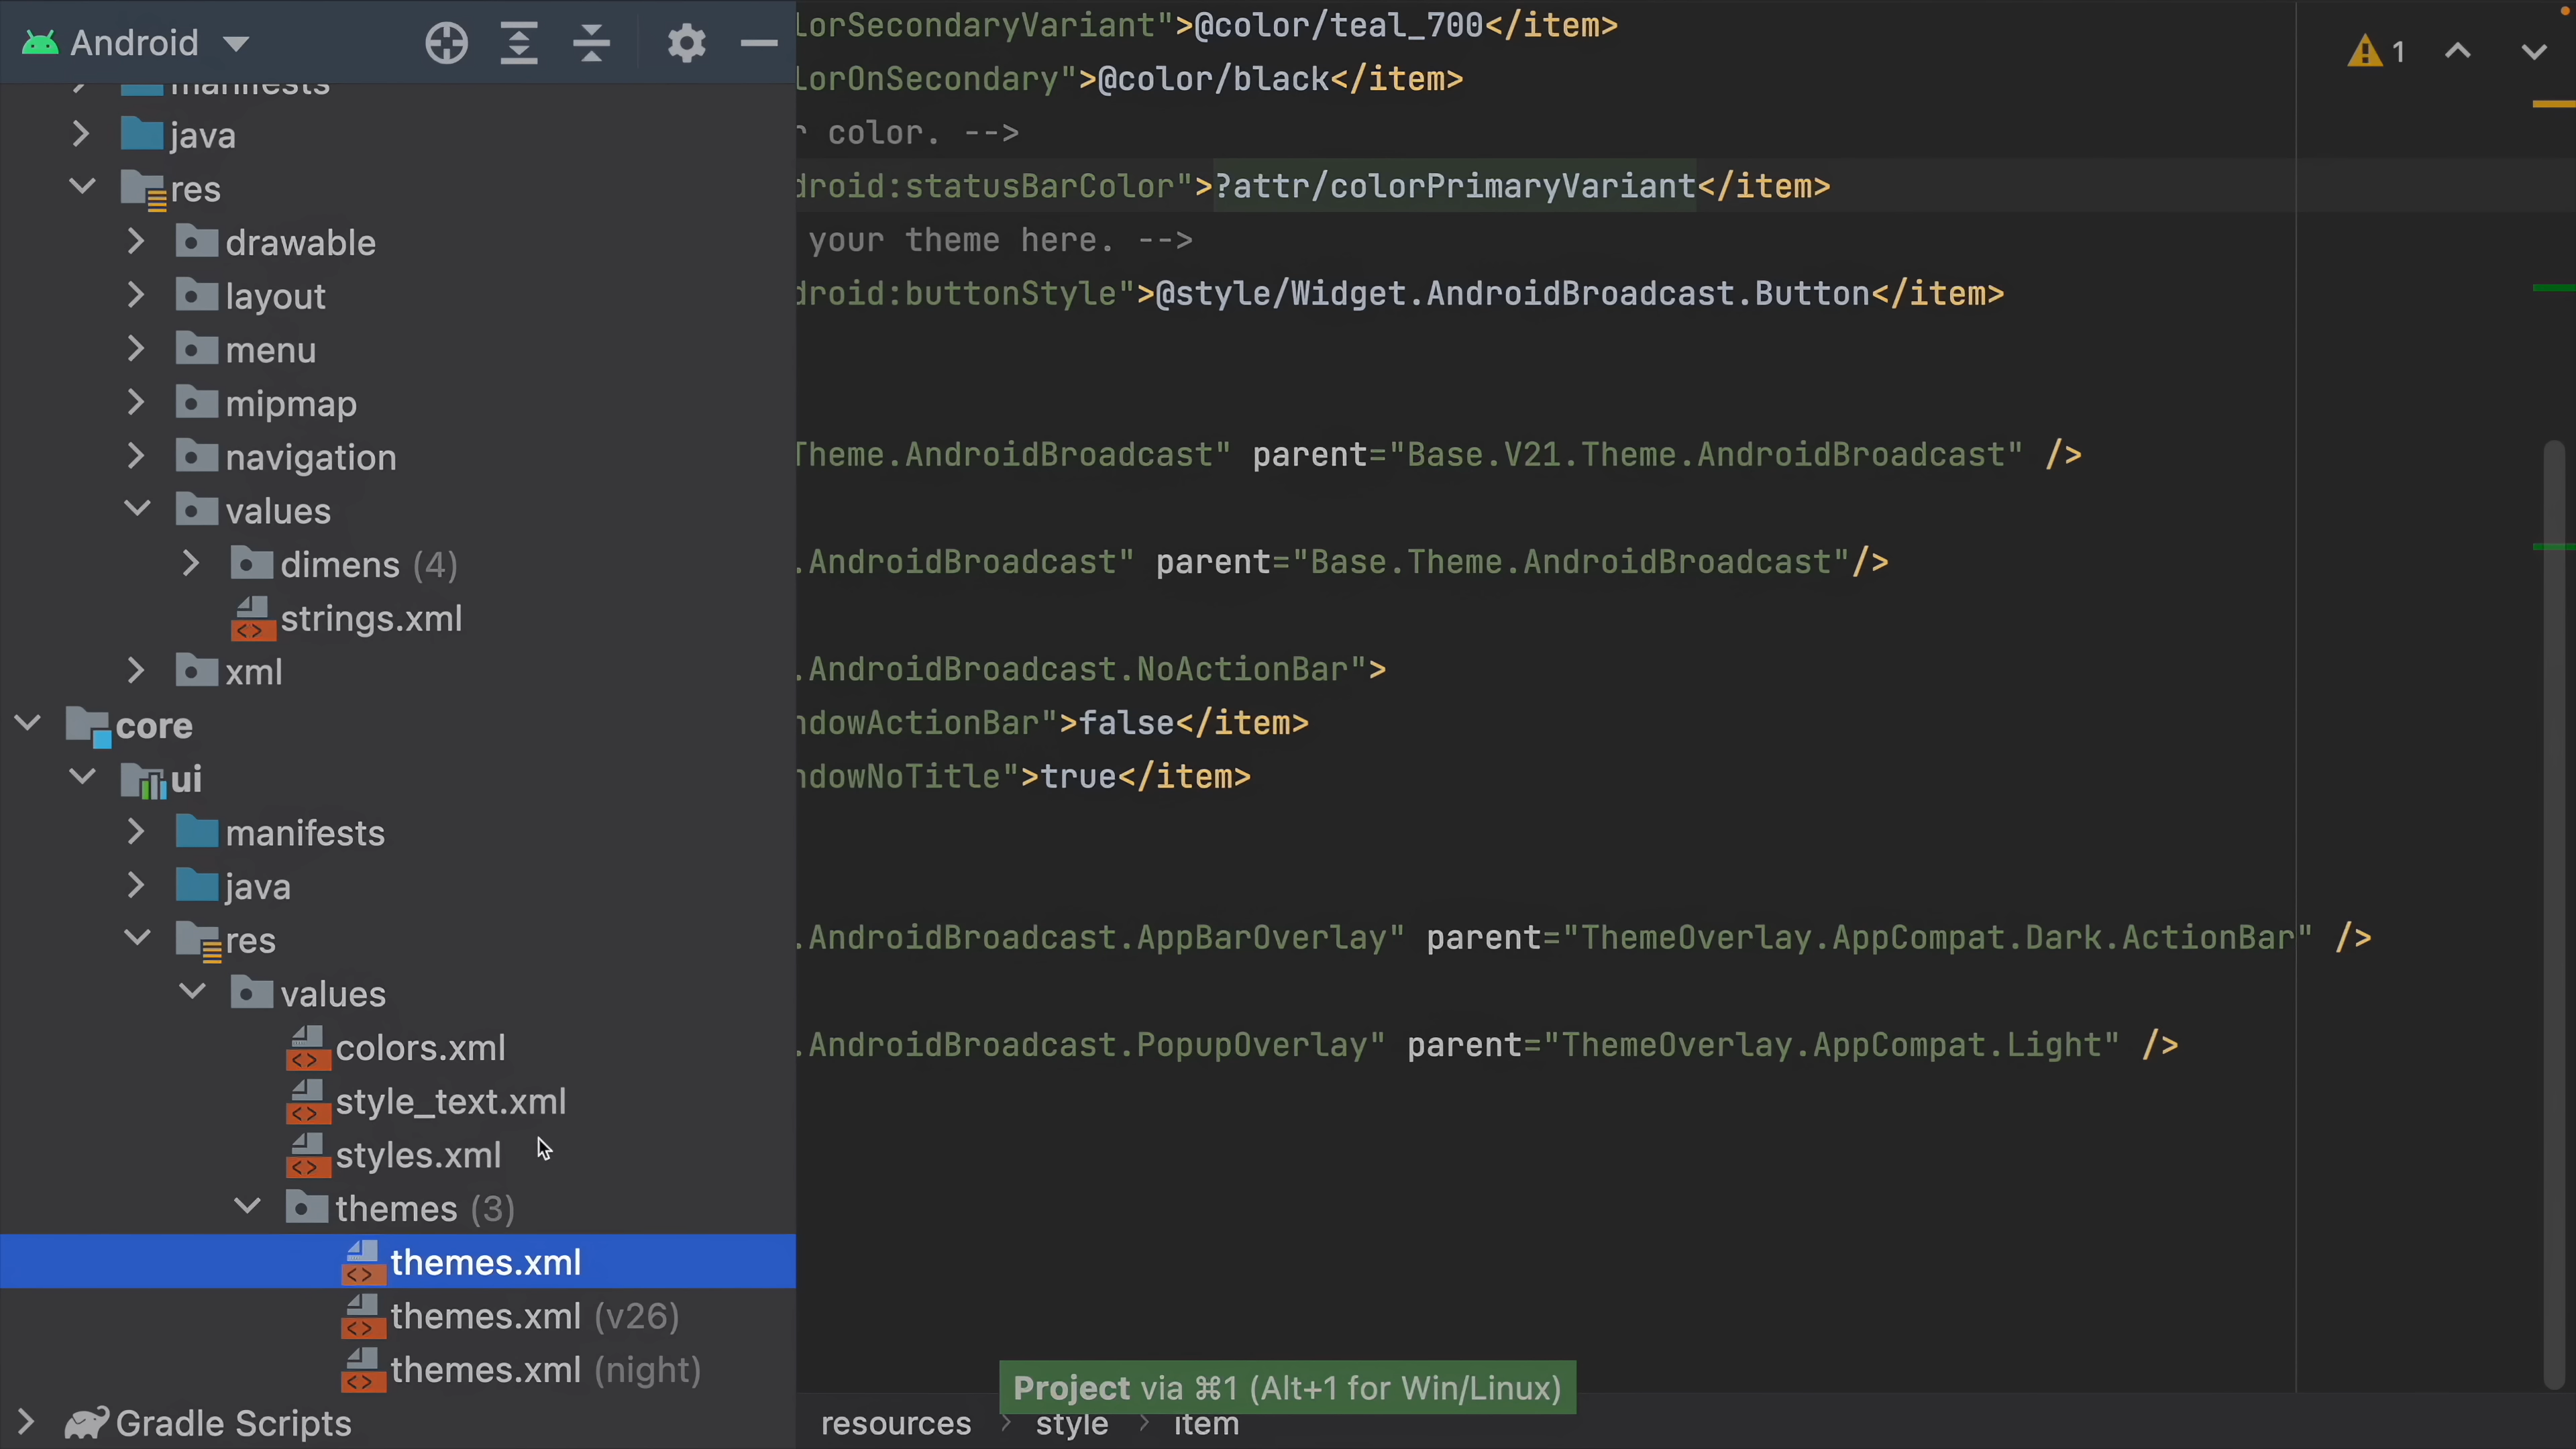 Android
manifests
java
res
drawable
layout
menu
mipmap
navigation
values
dimens (4)
strings.xml
xml
core
ui
manifests
java
res
values
colors.xml
style_text.xml
styles.xml
themes (3)
themes.xml
themes.xml (v26)
themes.xml (night)
Gradle Scripts
lorSecondaryVariant">@color/teal_700</item>
lorOnSecondary">@color/black</item>
r color. -->
droid:statusBarColor">?attr/colorPrimaryVariant</item>
your theme here. -->
droid:buttonStyle">@style/Widget.AndroidBroadcast.Button</item>
Theme.AndroidBroadcast" parent="Base.V21.Theme.AndroidBroadcast" />
.AndroidBroadcast" parent="Base.Theme.AndroidBroadcast"/>
.AndroidBroadcast.NoActionBar">
ndowActionBar">false</item>
ndowNoTitle">true</item>
.AndroidBroadcast.AppBarOverlay" parent="ThemeOverlay.AppCompat.Dark.ActionBar" />
.AndroidBroadcast.PopupOverlay" parent="ThemeOverlay.AppCompat.Light" />
1
Project via ⌘1 (Alt+1 for Win/Linux)
resources > style > item